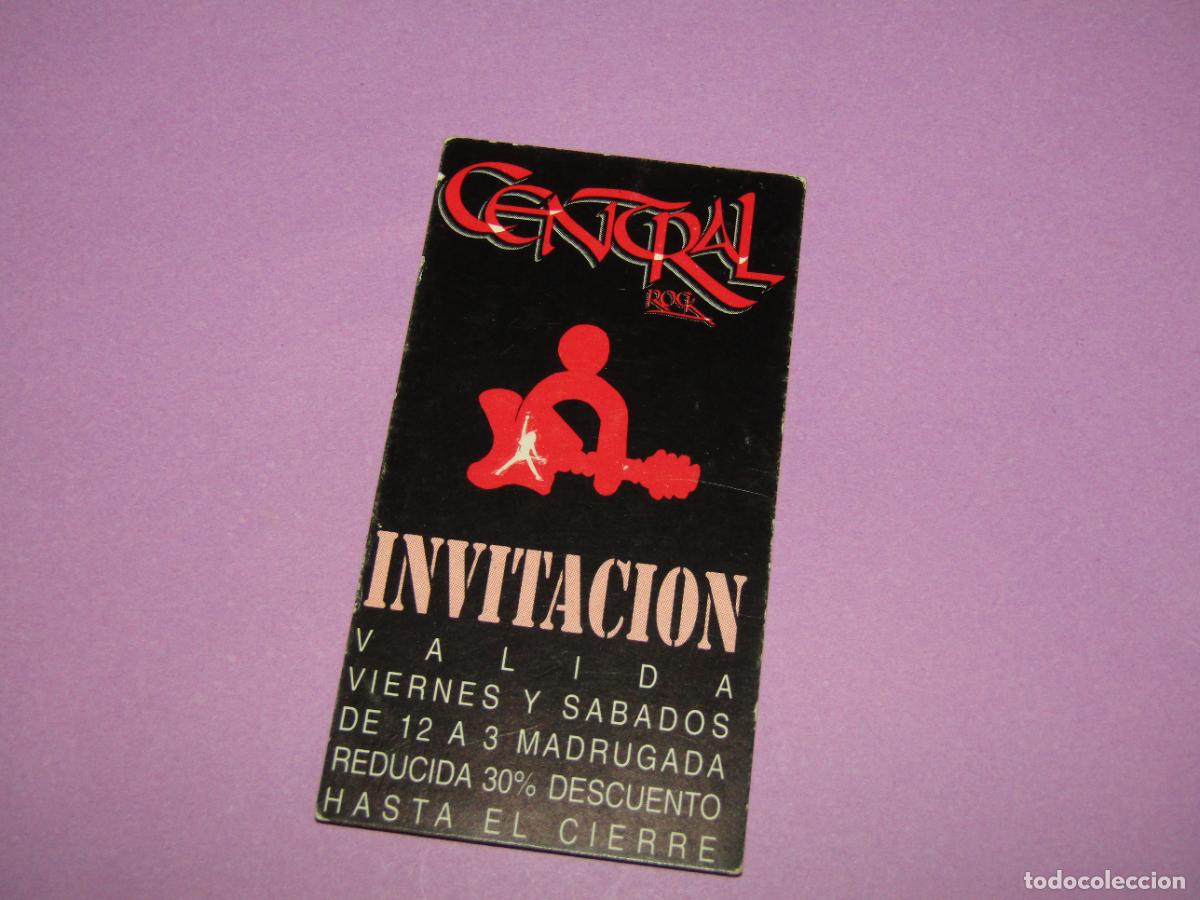 CENTRAL
ROCK
INVITACION
VALIDA
VIERNES Y SABADOS
DE 12 A 3 MADRUGADA
REDUCIDA 30% DESCUENTO
HASTA EL CIERRE
todocoleccion